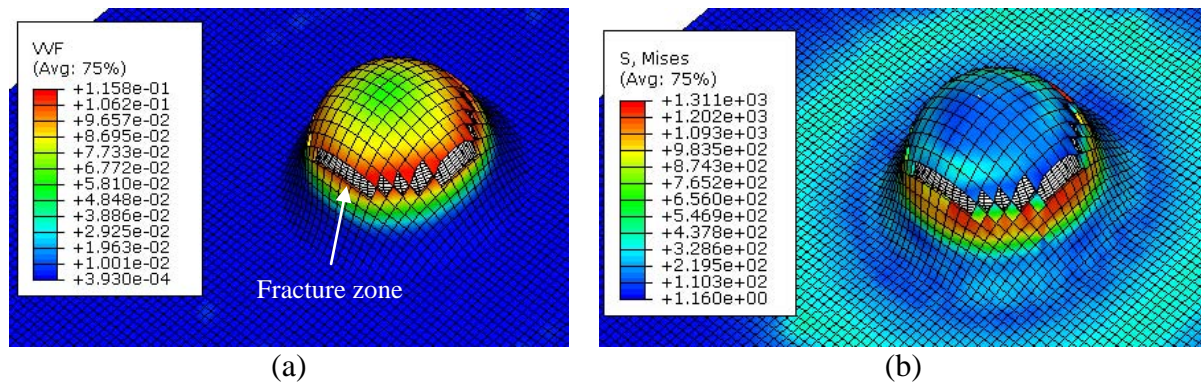 VVF
(Avg: 75%)
+1.158e-01
+1.062e-01
+9.657e-02
+8.695e-02
+7.733e-02
+6.772e-02
+5.810e-02
+4.848e-02
+3.886e-02
+2.925e-02
+1.963e-02
+1.001e-02
+3.930e-04
Fracture zone
(a)
S, Mises
(Avg: 75%)
+1.311e+03
+1.202e+03
+1.093e+03
+9.835e+02
+8.743e+02
+7.652e+02
+6.560e+02
+5.469e+02
+4.378e+02
+3.286e+02
+2.195e+02
+1.103e+02
+1.160e+00
(b)